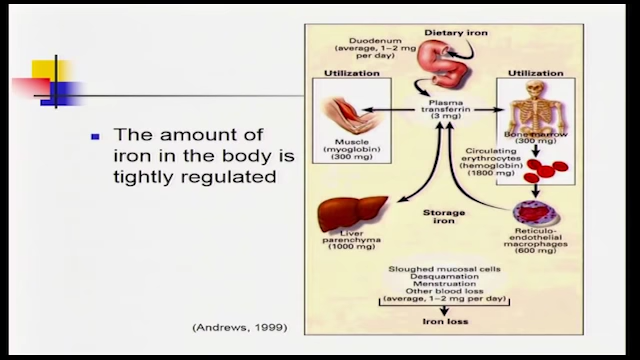 The amount of
iron in the body is
tightly regulated
(Andrews, 1999)
Dietary iron
Duodenum
(average, 1–2 mg
per day)
Utilization
Utilization
Plasma
transferrin
(3 mg)
Muscle
(myoglobin)
(300 mg)
Bone marrow
(300 mg)
Circulating
erythrocytes
(hemoglobin)
(1800 mg)
Storage
iron
Liver
parenchyma
(1000 mg)
Reticulo-
endothelial
macrophages
(600 mg)
Sloughed mucosal cells
Desquamation
Menstruation
Other blood loss
(average, 1–2 mg per day)
Iron loss